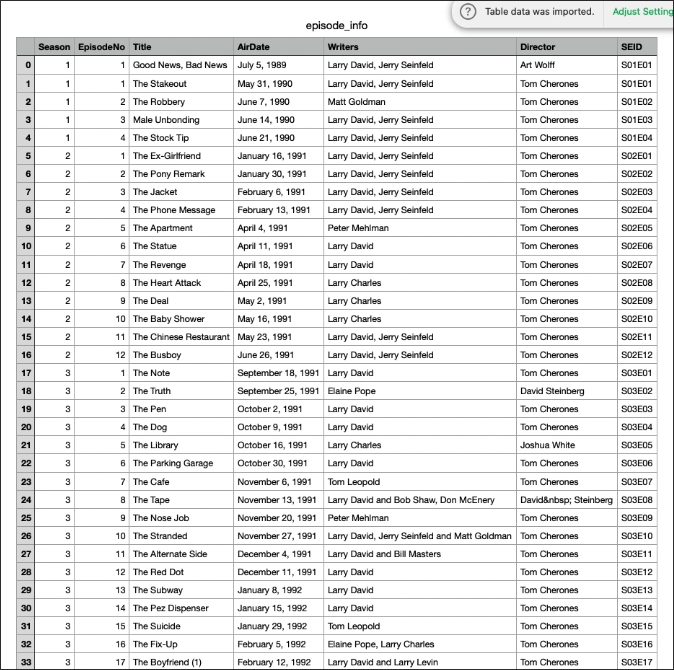 Table data was imported. Adjust Setting
episode_info
Season EpisodeNo Title AirDate Writers Director SEID
0 1 1 Good News, Bad News July 5, 1989 Larry David, Jerry Seinfeld Art Wolff S01E01
1 1 1 The Stakeout May 31, 1990 Larry David, Jerry Seinfeld Tom Cherones S01E01
2 1 2 The Robbery June 7, 1990 Matt Goldman Tom Cherones S01E02
3 1 3 Male Unbonding June 14, 1990 Larry David, Jerry Seinfeld Tom Cherones S01E03
4 1 4 The Stock Tip June 21, 1990 Larry David, Jerry Seinfeld Tom Cherones S01E04
5 2 1 The Ex-Girlfriend January 16, 1991 Larry David, Jerry Seinfeld Tom Cherones S02E01
6 2 2 The Pony Remark January 30, 1991 Larry David, Jerry Seinfeld Tom Cherones S02E02
7 2 3 The Jacket February 6, 1991 Larry David, Jerry Seinfeld Tom Cherones S02E03
8 2 4 The Phone Message February 13, 1991 Larry David, Jerry Seinfeld Tom Cherones S02E04
9 2 5 The Apartment April 4, 1991 Peter Mehlman Tom Cherones S02E05
10 2 6 The Statue April 11, 1991 Larry David Tom Cherones S02E06
11 2 7 The Revenge April 18, 1991 Larry David Tom Cherones S02E07
12 2 8 The Heart Attack April 25, 1991 Larry Charles Tom Cherones S02E08
13 2 9 The Deal May 2, 1991 Larry Charles Tom Cherones S02E09
14 2 10 The Baby Shower May 16, 1991 Larry Charles Tom Cherones S02E10
15 2 11 The Chinese Restaurant May 23, 1991 Larry David, Jerry Seinfeld Tom Cherones S02E11
16 2 12 The Busboy June 26, 1991 Larry David, Jerry Seinfeld Tom Cherones S02E12
17 3 1 The Note September 18, 1991 Larry David Tom Cherones S03E01
18 3 2 The Truth September 25, 1991 Elaine Pope David Steinberg S03E02
19 3 3 The Pen October 2, 1991 Larry David Tom Cherones S03E03
20 3 4 The Dog October 9, 1991 Larry David Tom Cherones S03E04
21 3 5 The Library October 16, 1991 Larry Charles Joshua White S03E05
22 3 6 The Parking Garage October 30, 1991 Larry David Tom Cherones S03E06
23 3 7 The Cafe November 6, 1991 Tom Leopold Tom Cherones S03E07
24 3 8 The Tape November 13, 1991 Larry David and Bob Shaw, Don McEnery David&nbsp; Steinberg S03E08
25 3 9 The Nose Job November 20, 1991 Peter Mehlman Tom Cherones S03E09
26 3 10 The Stranded November 27, 1991 Larry David, Jerry Seinfeld and Matt Goldman Tom Cherones S03E10
27 3 11 The Alternate Side December 4, 1991 Larry David and Bill Masters Tom Cherones S03E11
28 3 12 The Red Dot December 11, 1991 Larry David Tom Cherones S03E12
29 3 13 The Subway January 8, 1992 Larry David Tom Cherones S03E13
30 3 14 The Pez Dispenser January 15, 1992 Larry David Tom Cherones S03E14
31 3 15 The Suicide January 29, 1992 Tom Leopold Tom Cherones S03E15
32 3 16 The Fix-Up February 5, 1992 Elaine Pope, Larry Charles Tom Cherones S03E16
33 3 17 The Boyfriend (1) February 12, 1992 Larry David and Larry Levin Tom Cherones S03E17